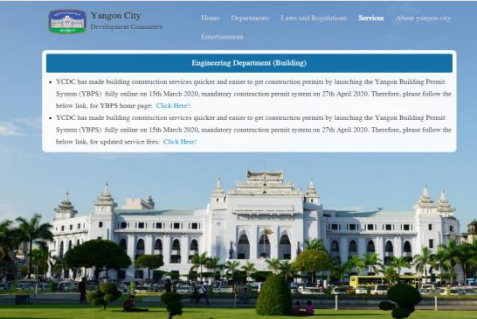 Yangon City
Development Committee
Home Departments Laws and Regulations Services About yangon city
Entertainment
Engineering Department (Building)
• YCDC has made building construction services quicker and easier to get construction permits by launching the Yangon Building Permit
System (YBPS) fully online on 15th March 2020, mandatory construction permit system on 27th April 2020. Therefore, please follow the
below link, for YBPS home page: Click Here!
• YCDC has made building construction services quicker and easier to get construction permits by launching the Yangon Building Permit
System (YBPS) fully online on 15th March 2020, mandatory construction permit system on 27th April 2020. Therefore, please follow the
below link, for updated service fees: Click Here!